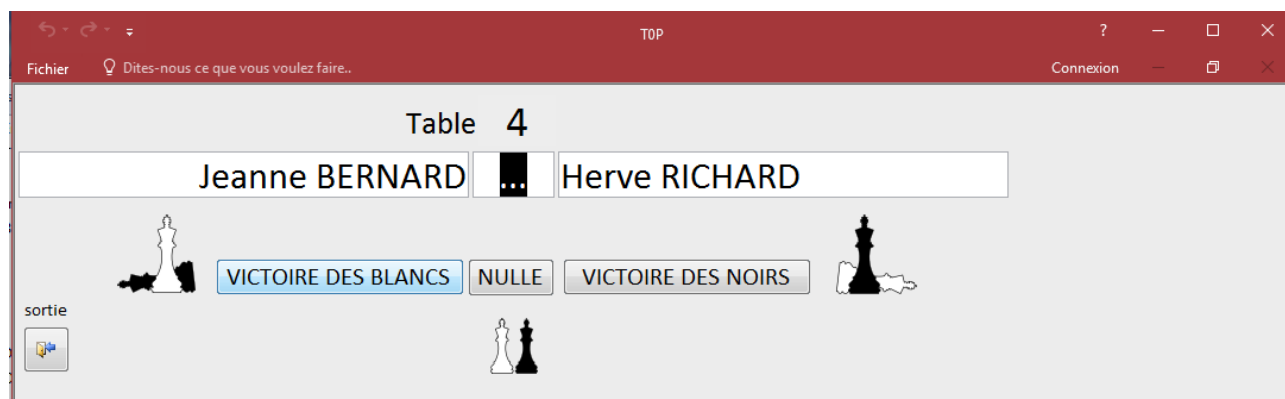 TOP ?
Fichier Dites-nous ce que vous voulez faire.. Connexion
Table 4
Jeanne BERNARD ... Herve RICHARD
VICTOIRE DES BLANCS NULLE VICTOIRE DES NOIRS
sortie